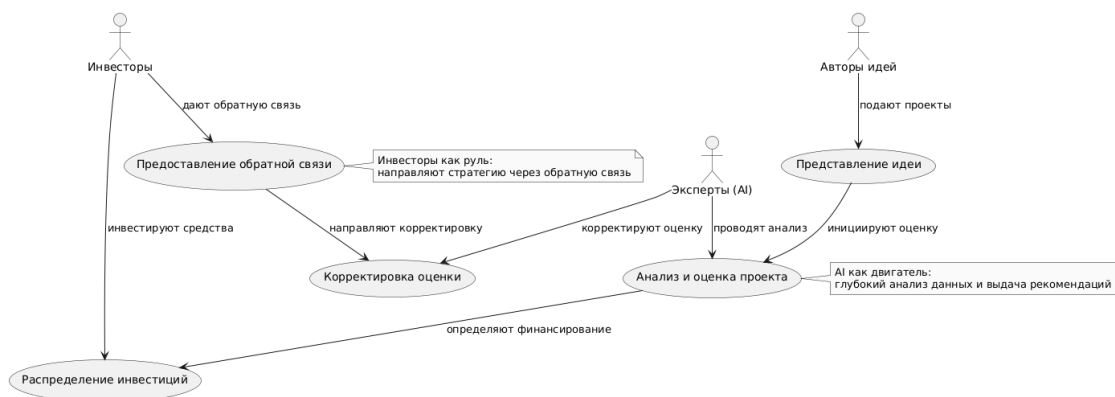 Инвесторы
Авторы идей
дают обратную связь
подают проекты
Предоставление обратной связи
Инвесторы как руль:
направляют стратегию через обратную связь
Эксперты (AI)
Представление идеи
инвестируют средства
направляют корректировку
корректируют оценку
проводят анализ
инициируют оценку
Корректировка оценки
Анализ и оценка проекта
AI как двигатель:
глубокий анализ данных и выдача рекомендаций
определяют финансирование
Распределение инвестиций